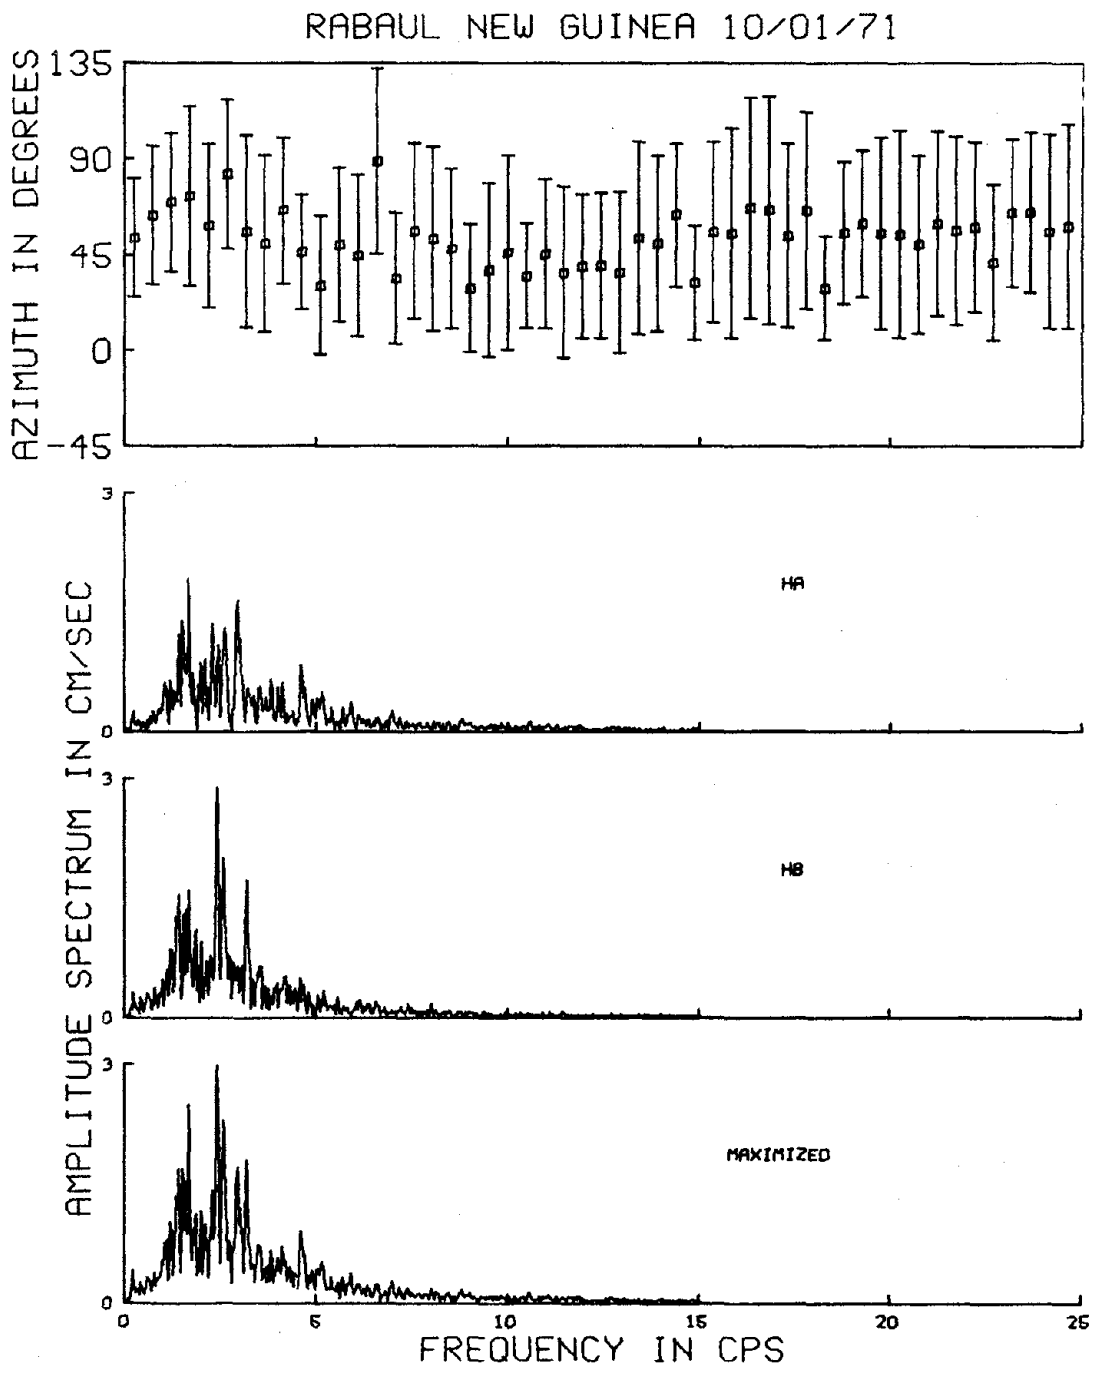 RABAUL NEW GUINEA 10/01/71
AZIMUTH IN DEGREES
135
90
45
0
-45
AMPLITUDE SPECTRUM IN CM/SEC
3
0
HA
3
0
HB
3
0
MAXIMIZED
0 5 10 15 20 25
FREQUENCY IN CPS